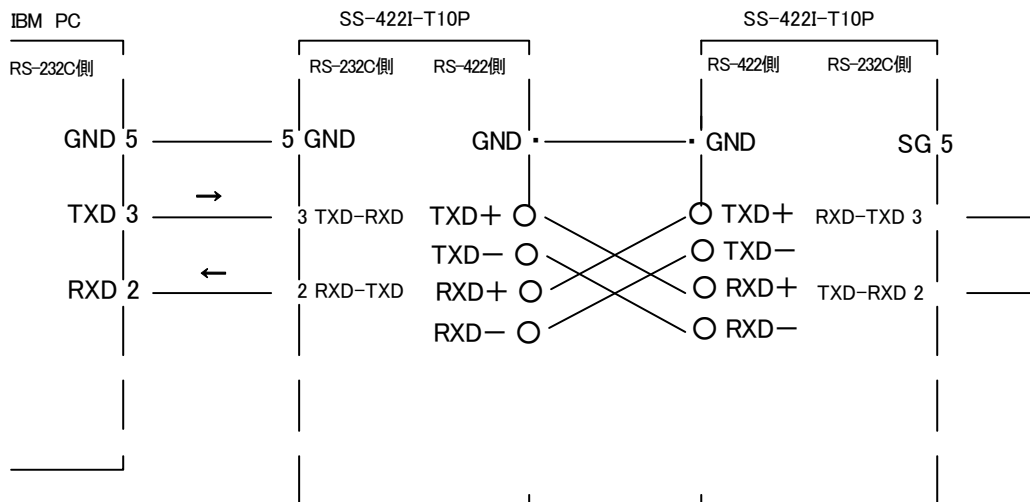 IBM PC SS-422I-T10P SS-422I-T10P
RS-232C側 RS-232C側 RS-422側 RS-422側 RS-232C側
GND 5 5 GND GND GND SG 5
→
TXD 3 3 TXD-RXD TXD+ TXD+ RXD-TXD 3
TXD- TXD-
←
RXD 2 2 RXD-TXD RXD+ RXD+ TXD-RXD 2
RXD- RXD-